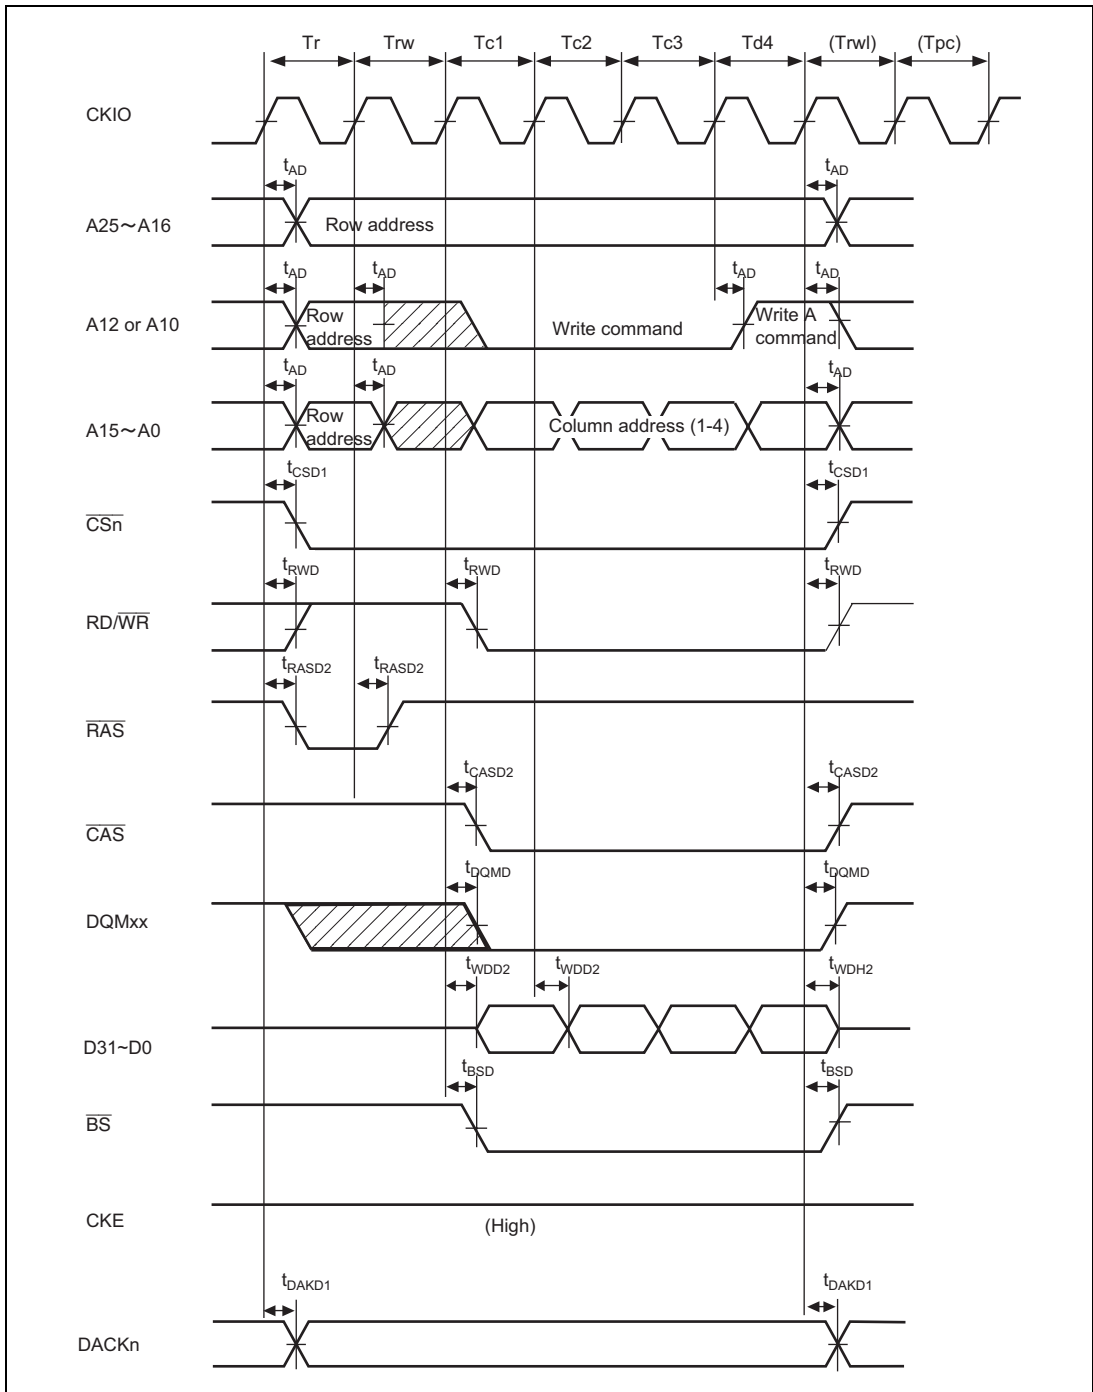 Tr Trw Tc1 Tc2 Tc3 Td4 (Trwl) (Tpc)
CKIO
tAD tAD
A25～A16 Row address
tAD tAD tAD tAD
A12 or A10 Row address Write command Write A command
tAD tAD tAD
A15～A0 Row address Column address (1-4)
tCSD1 tCSD1
CSn
tRWD tRWD tRWD
RD/WR
tRASD2 tRASD2
RAS
tCASD2 tCASD2
CAS
tDQMD tDQMD
DQMxx
tWDD2 tWDD2 tWDH2
D31~D0
tBSD tBSD
BS
CKE
(High)
tDAKD1 tDAKD1
DACKn